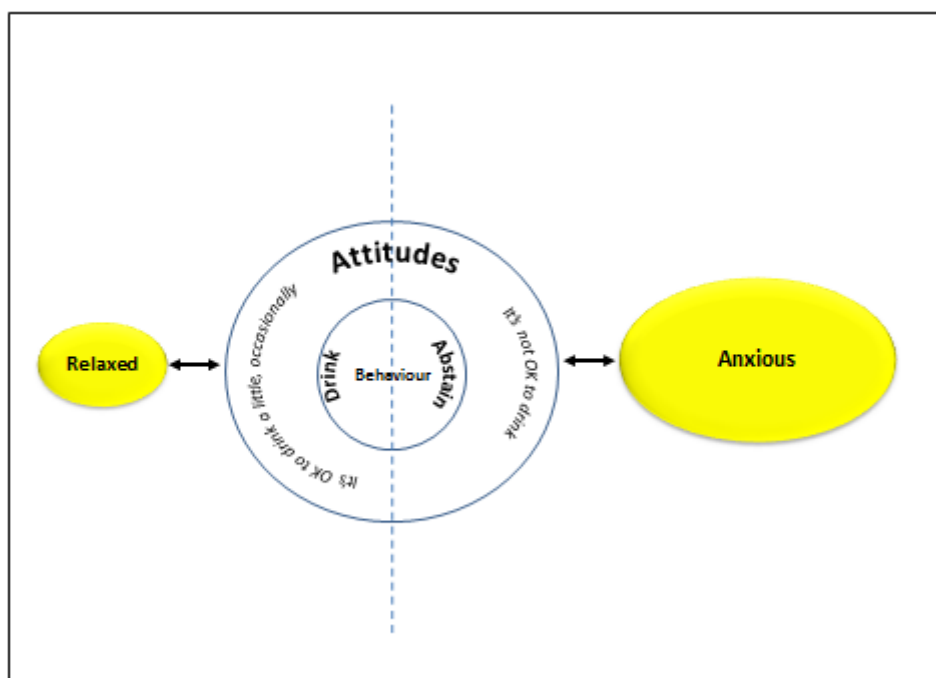 Attitudes
It's OK to drink a little, occasionally
It's not OK to drink
Relaxed
Drink
Behaviour
Abstain
Anxious